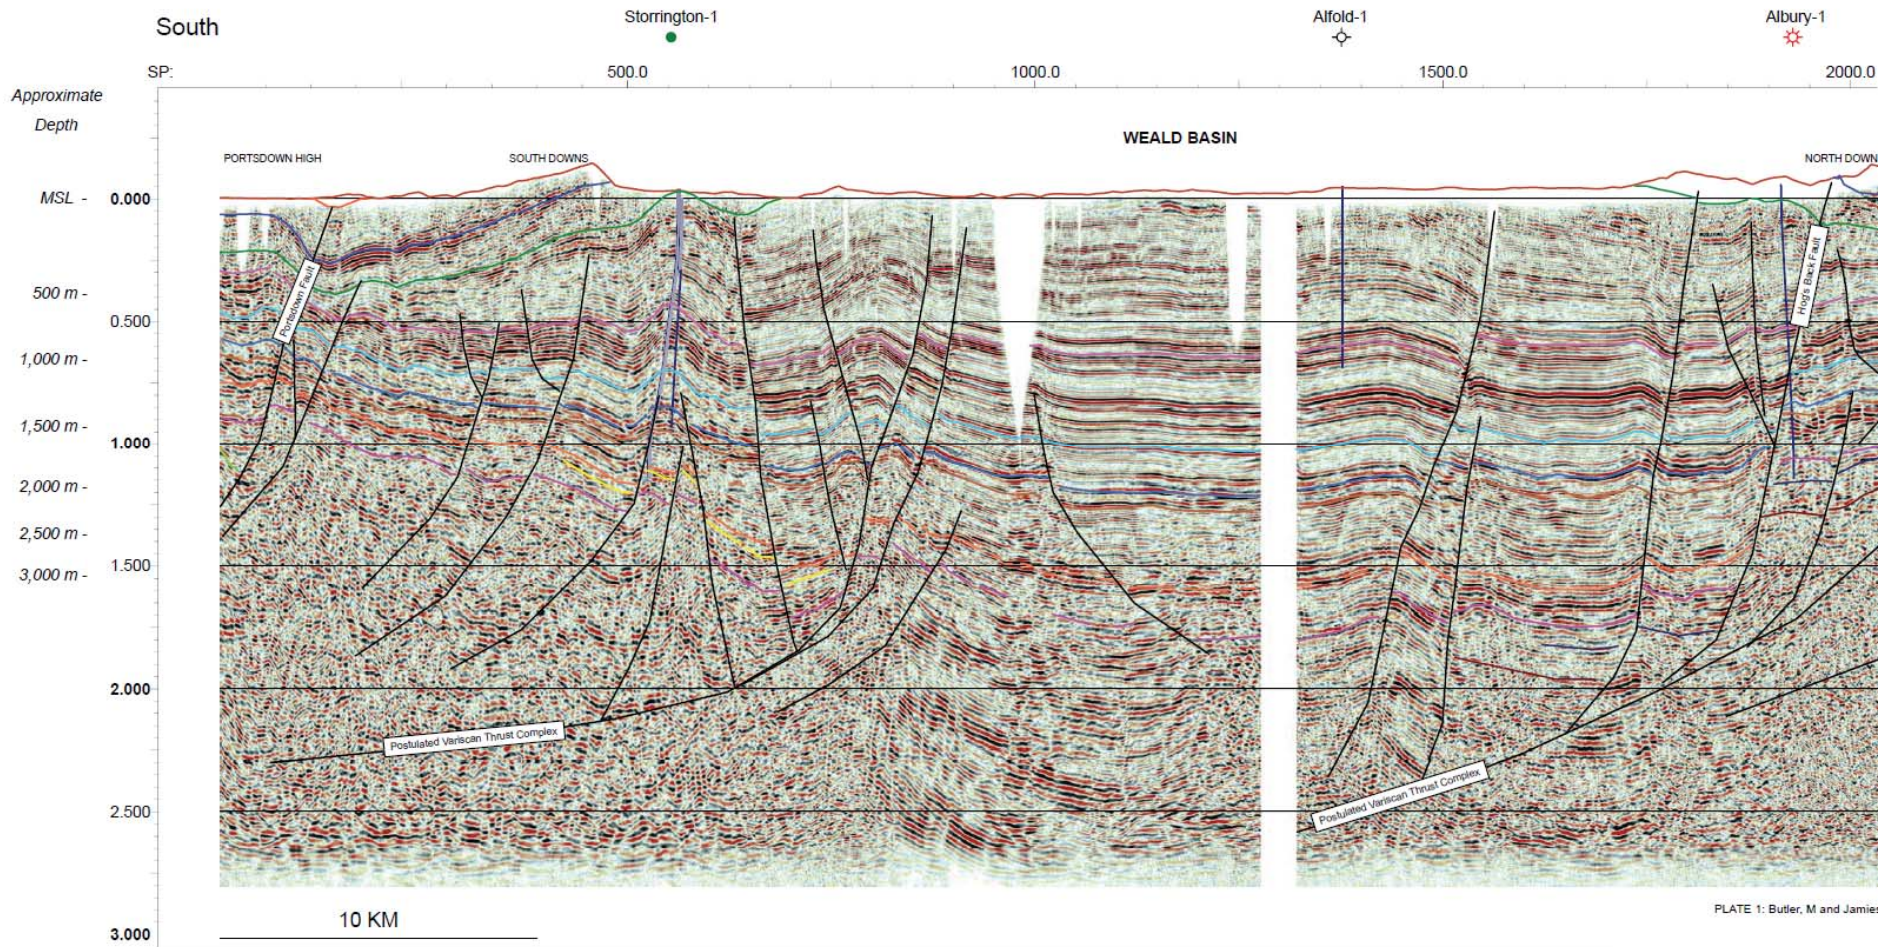 South
Storrington-1
Alfold-1
Albury-1
SP:
500.0
1000.0
1500.0
2000.0
Approximate
Depth
WEALD BASIN
PORTSDOWN HIGH
SOUTH DOWNS
NORTH DOWN
MSL -
0.000
500 m -
0.500
1,000 m -
1,500 m -
1.000
2,000 m -
2,500 m -
1.500
3,000 m -
2.000
2.500
3.000
Portsdown Fault
Hog's Back Fault
Postulated Variscan Thrust Complex
Postulated Variscan Thrust Complex
10 KM
PLATE 1: Butler, M and Jamies